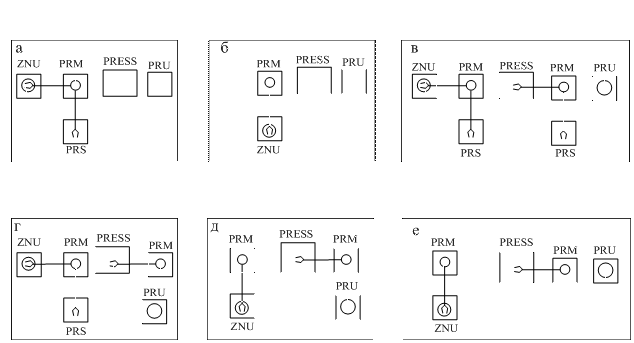 а
ZNU PRM PRESS PRU
PRS
б
PRM PRESS PRU
ZNU
в
ZNU PRM PRESS PRM PRU
PRS PRS
г
ZNU PRM PRESS PRM
PRU
PRS
д
PRM PRESS PRM
PRU
ZNU
е
PRM PRESS PRM PRU
ZNU